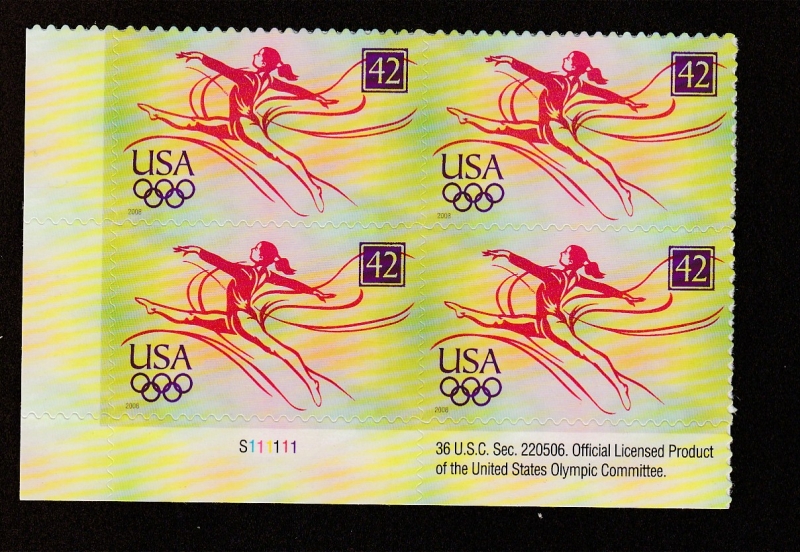 42
USA
2008
42
USA
2008
42
USA
2008
42
USA
2008
S111111
36 U.S.C. Sec. 220506. Official Licensed Product
of the United States Olympic Committee.